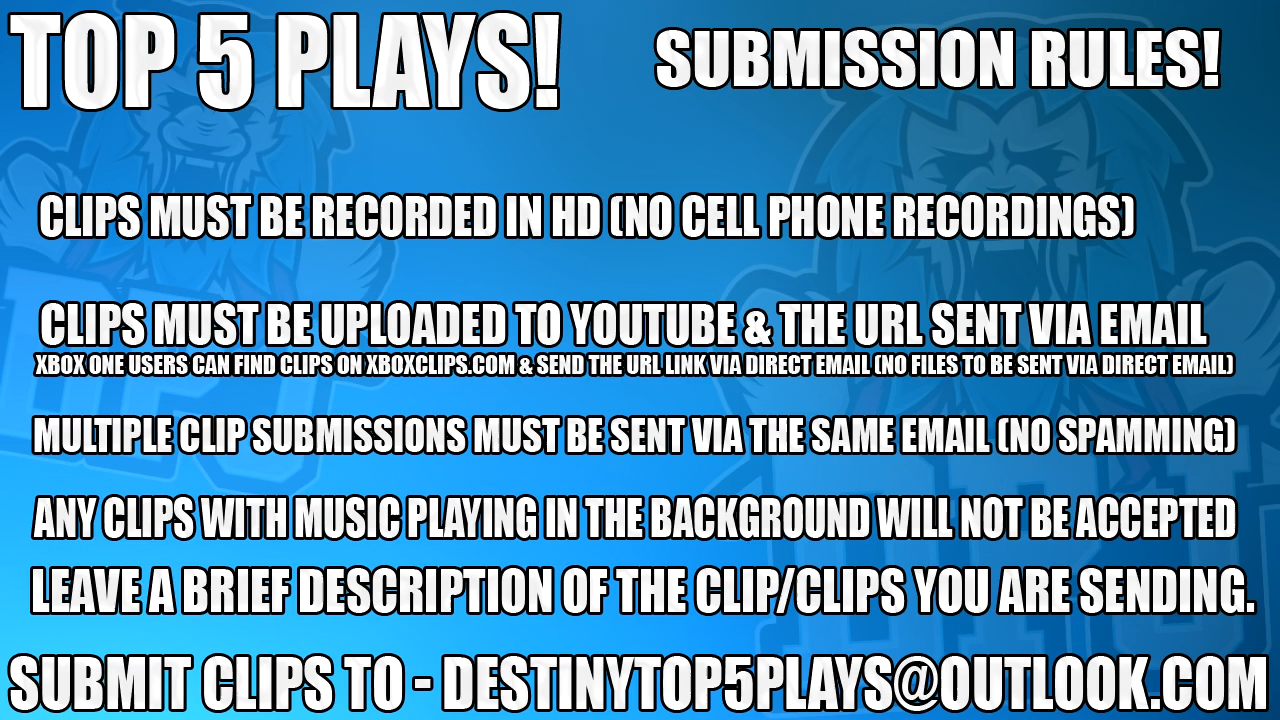 TOP 5 PLAYS!
SUBMISSION RULES!
CLIPS MUST BE RECORDED IN HD (NO CELL PHONE RECORDINGS)
CLIPS MUST BE UPLOADED TO YOUTUBE & THE URL SENT VIA EMAIL
XBOX ONE USERS CAN FIND CLIPS ON XBOXCLIPS.COM & SEND THE URL LINK VIA DIRECT EMAIL (NO FILES TO BE SENT VIA DIRECT EMAIL)
MULTIPLE CLIP SUBMISSIONS MUST BE SENT VIA THE SAME EMAIL (NO SPAMMING)
ANY CLIPS WITH MUSIC PLAYING IN THE BACKGROUND WILL NOT BE ACCEPTED
LEAVE A BRIEF DESCRIPTION OF THE CLIP/CLIPS YOU ARE SENDING.
SUBMIT CLIPS TO - DESTINYTOP5PLAYS@OUTLOOK.COM